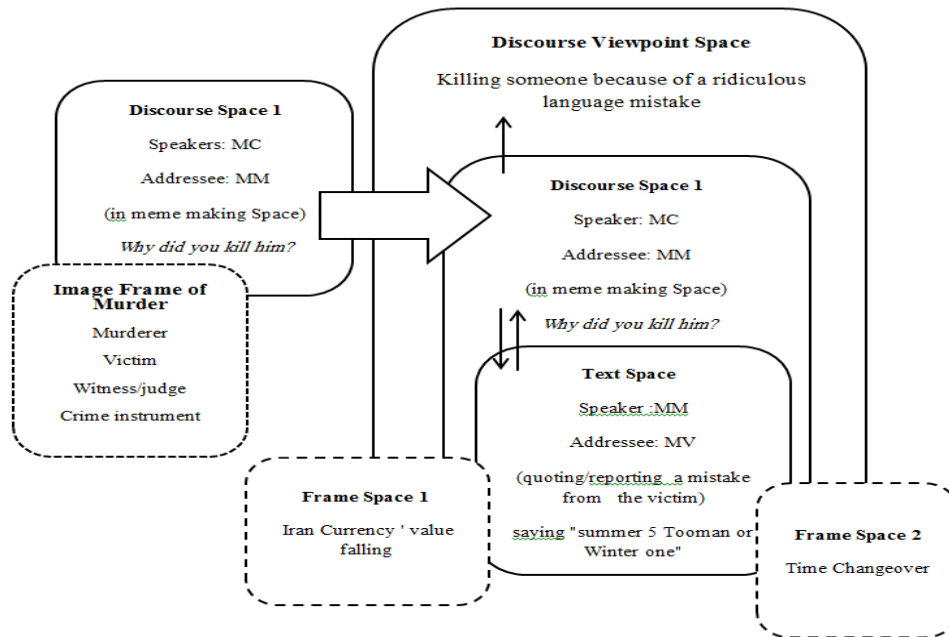 Discourse Viewpoint Space
Killing someone because of a ridiculous
language mistake
Discourse Space 1
Speakers: MC
Addressee: MM
(in meme making Space)
Why did you kill him?
Image Frame of
Murder
Murderer
Victim
Witness/judge
Crime instrument
Discourse Space 1
Speaker: MC
Addressee: MM
(in meme making Space)
Why did you kill him?
Text Space
Speaker :MM
Addressee: MV
(quoting/reporting a mistake
from the victim)
saying "summer 5 Tooman or
Winter one"
Frame Space 1
Iran Currency ' value
falling
Frame Space 2
Time Changeover